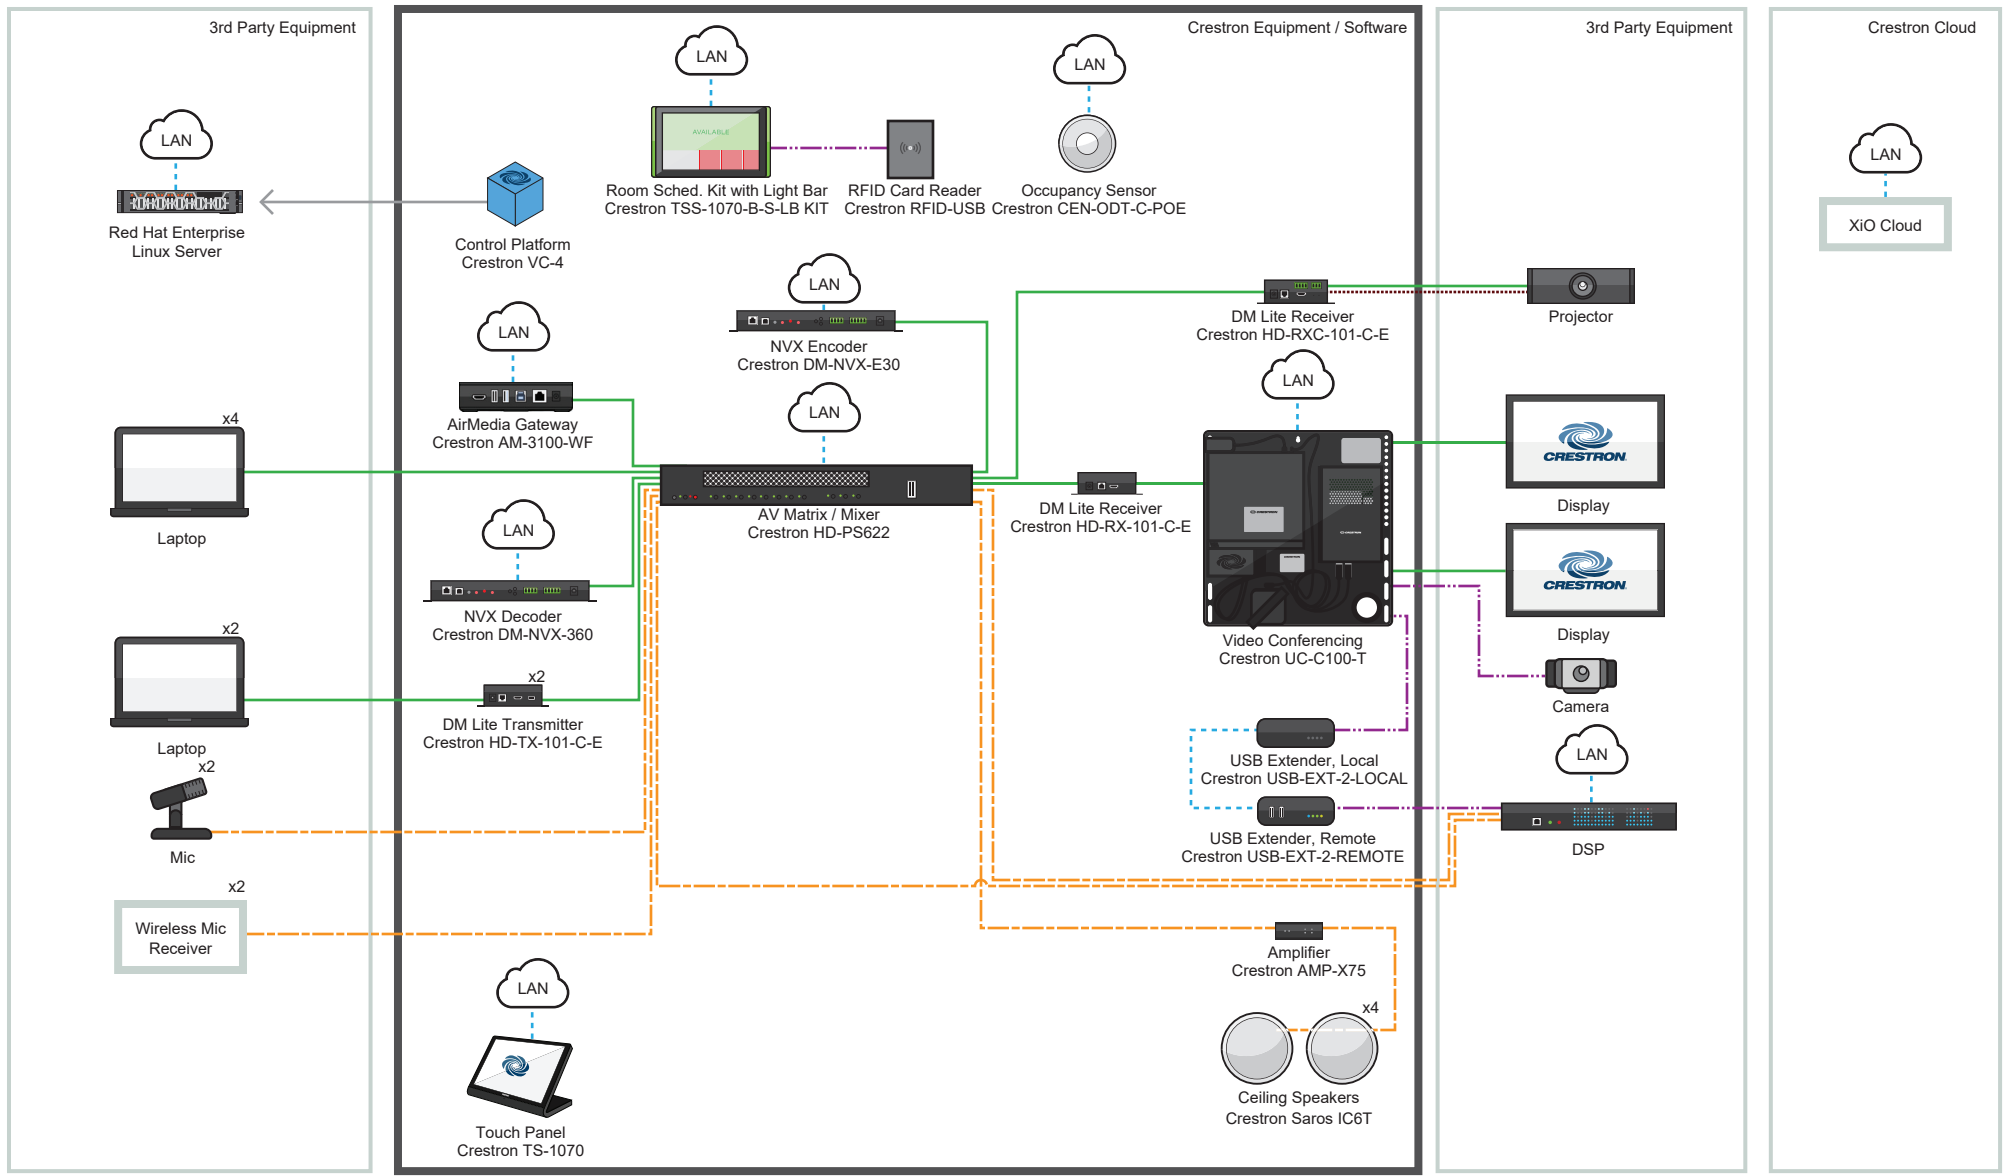 3rd Party Equipment
LAN
Red Hat Enterprise
Linux Server
x4
Laptop
x2
Laptop
x2
Mic
x2
Wireless Mic
Receiver
Crestron Equipment / Software
LAN
AVAILABLE
Room Sched. Kit with Light Bar
Crestron TSS-1070-B-S-LB KIT
RFID Card Reader
Crestron RFID-USB
LAN
Occupancy Sensor
Crestron CEN-ODT-C-POE
Control Platform
Crestron VC-4
LAN
NVX Encoder
Crestron DM-NVX-E30
LAN
AirMedia Gateway
Crestron AM-3100-WF
LAN
AV Matrix / Mixer
Crestron HD-PS622
LAN
NVX Decoder
Crestron DM-NVX-360
x2
DM Lite Transmitter
Crestron HD-TX-101-C-E
DM Lite Receiver
Crestron HD-RXC-101-C-E
LAN
DM Lite Receiver
Crestron HD-RX-101-C-E
Video Conferencing
Crestron UC-C100-T
USB Extender, Local
Crestron USB-EXT-2-LOCAL
USB Extender, Remote
Crestron USB-EXT-2-REMOTE
Amplifier
Crestron AMP-X75
x4
Ceiling Speakers
Crestron Saros IC6T
LAN
Touch Panel
Crestron TS-1070
3rd Party Equipment
Projector
CRESTRON
Display
CRESTRON
Display
Camera
LAN
DSP
Crestron Cloud
LAN
XiO Cloud